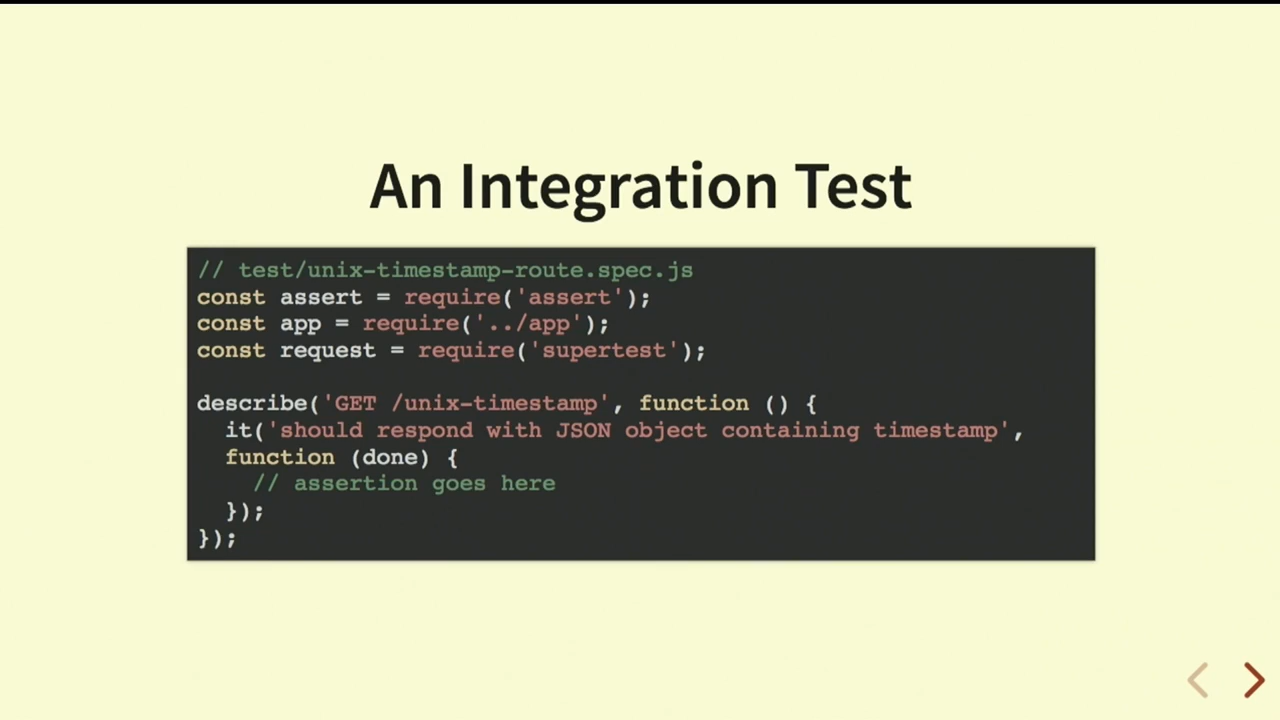 An Integration Test
// test/unix-timestamp-route.spec.js
const assert = require('assert');
const app = require('../app');
const request = require('supertest');
describe('GET /unix-timestamp', function () {
  it('should respond with JSON object containing timestamp',
  function (done) {
    // assertion goes here
  });
});